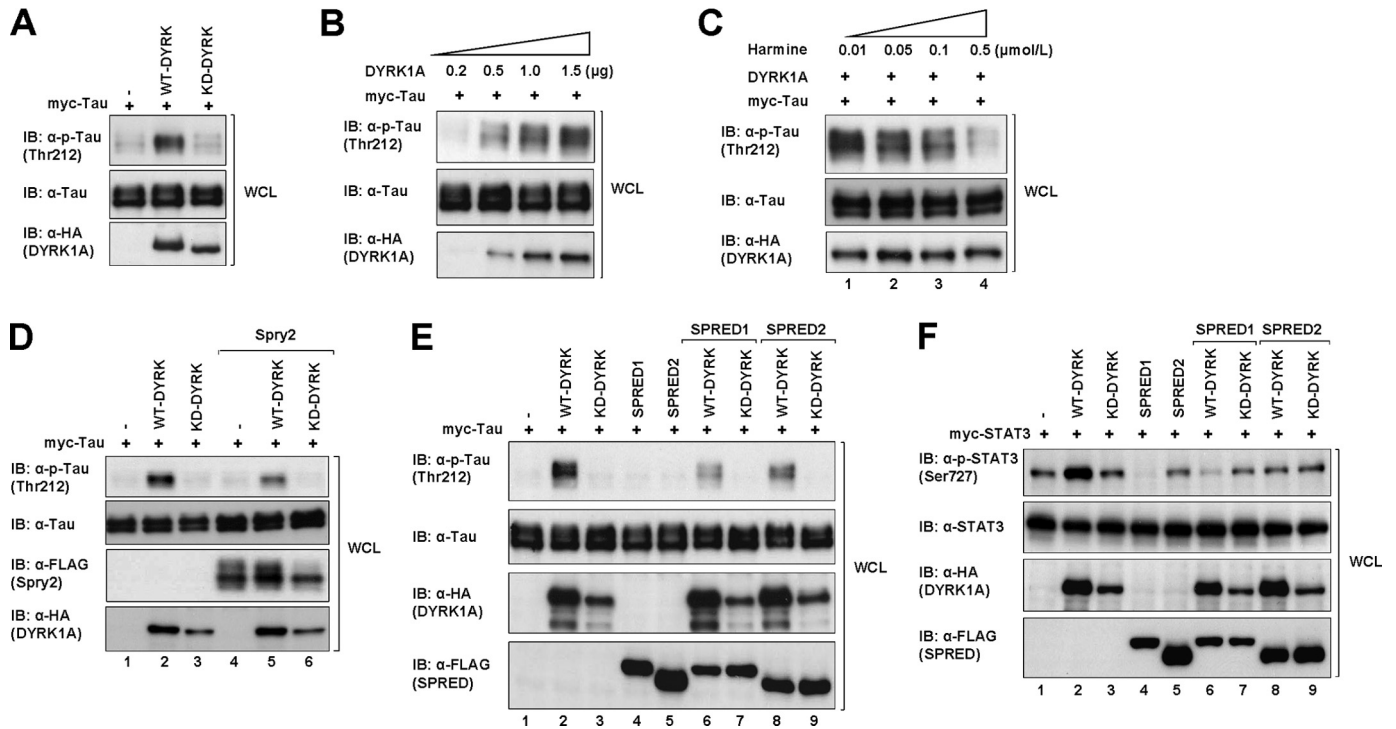 A
- WT-DYRK KD-DYRK
myc-Tau + + +
IB: α-p-Tau
(Thr212)
IB: α-Tau
IB: α-HA
(DYRK1A)
WCL
B
DYRK1A 0.2 0.5 1.0 1.5 (µg)
myc-Tau + + + +
IB: α-p-Tau
(Thr212)
IB: α-Tau
IB: α-HA
(DYRK1A)
WCL
C
Harmine 0.01 0.05 0.1 0.5 (µmol/L)
DYRK1A + + + +
myc-Tau + + + +
IB: α-p-Tau
(Thr212)
IB: α-Tau
IB: α-HA
(DYRK1A)
WCL
1 2 3 4
D
Spry2
- WT-DYRK KD-DYRK - WT-DYRK KD-DYRK
myc-Tau + + + + + +
IB: α-p-Tau
(Thr212)
IB: α-Tau
IB: α-FLAG
(Spry2)
IB: α-HA
(DYRK1A)
WCL
1 2 3 4 5 6
E
SPRED1 SPRED2
- WT-DYRK KD-DYRK SPRED1 SPRED2 WT-DYRK KD-DYRK WT-DYRK KD-DYRK
myc-Tau + + + + + + + + +
IB: α-p-Tau
(Thr212)
IB: α-Tau
IB: α-HA
(DYRK1A)
IB: α-FLAG
(SPRED)
WCL
1 2 3 4 5 6 7 8 9
F
SPRED1 SPRED2
- WT-DYRK KD-DYRK SPRED1 SPRED2 WT-DYRK KD-DYRK WT-DYRK KD-DYRK
myc-STAT3 + + + + + + + + +
IB: α-p-STAT3
(Ser727)
IB: α-STAT3
IB: α-HA
(DYRK1A)
IB: α-FLAG
(SPRED)
WCL
1 2 3 4 5 6 7 8 9